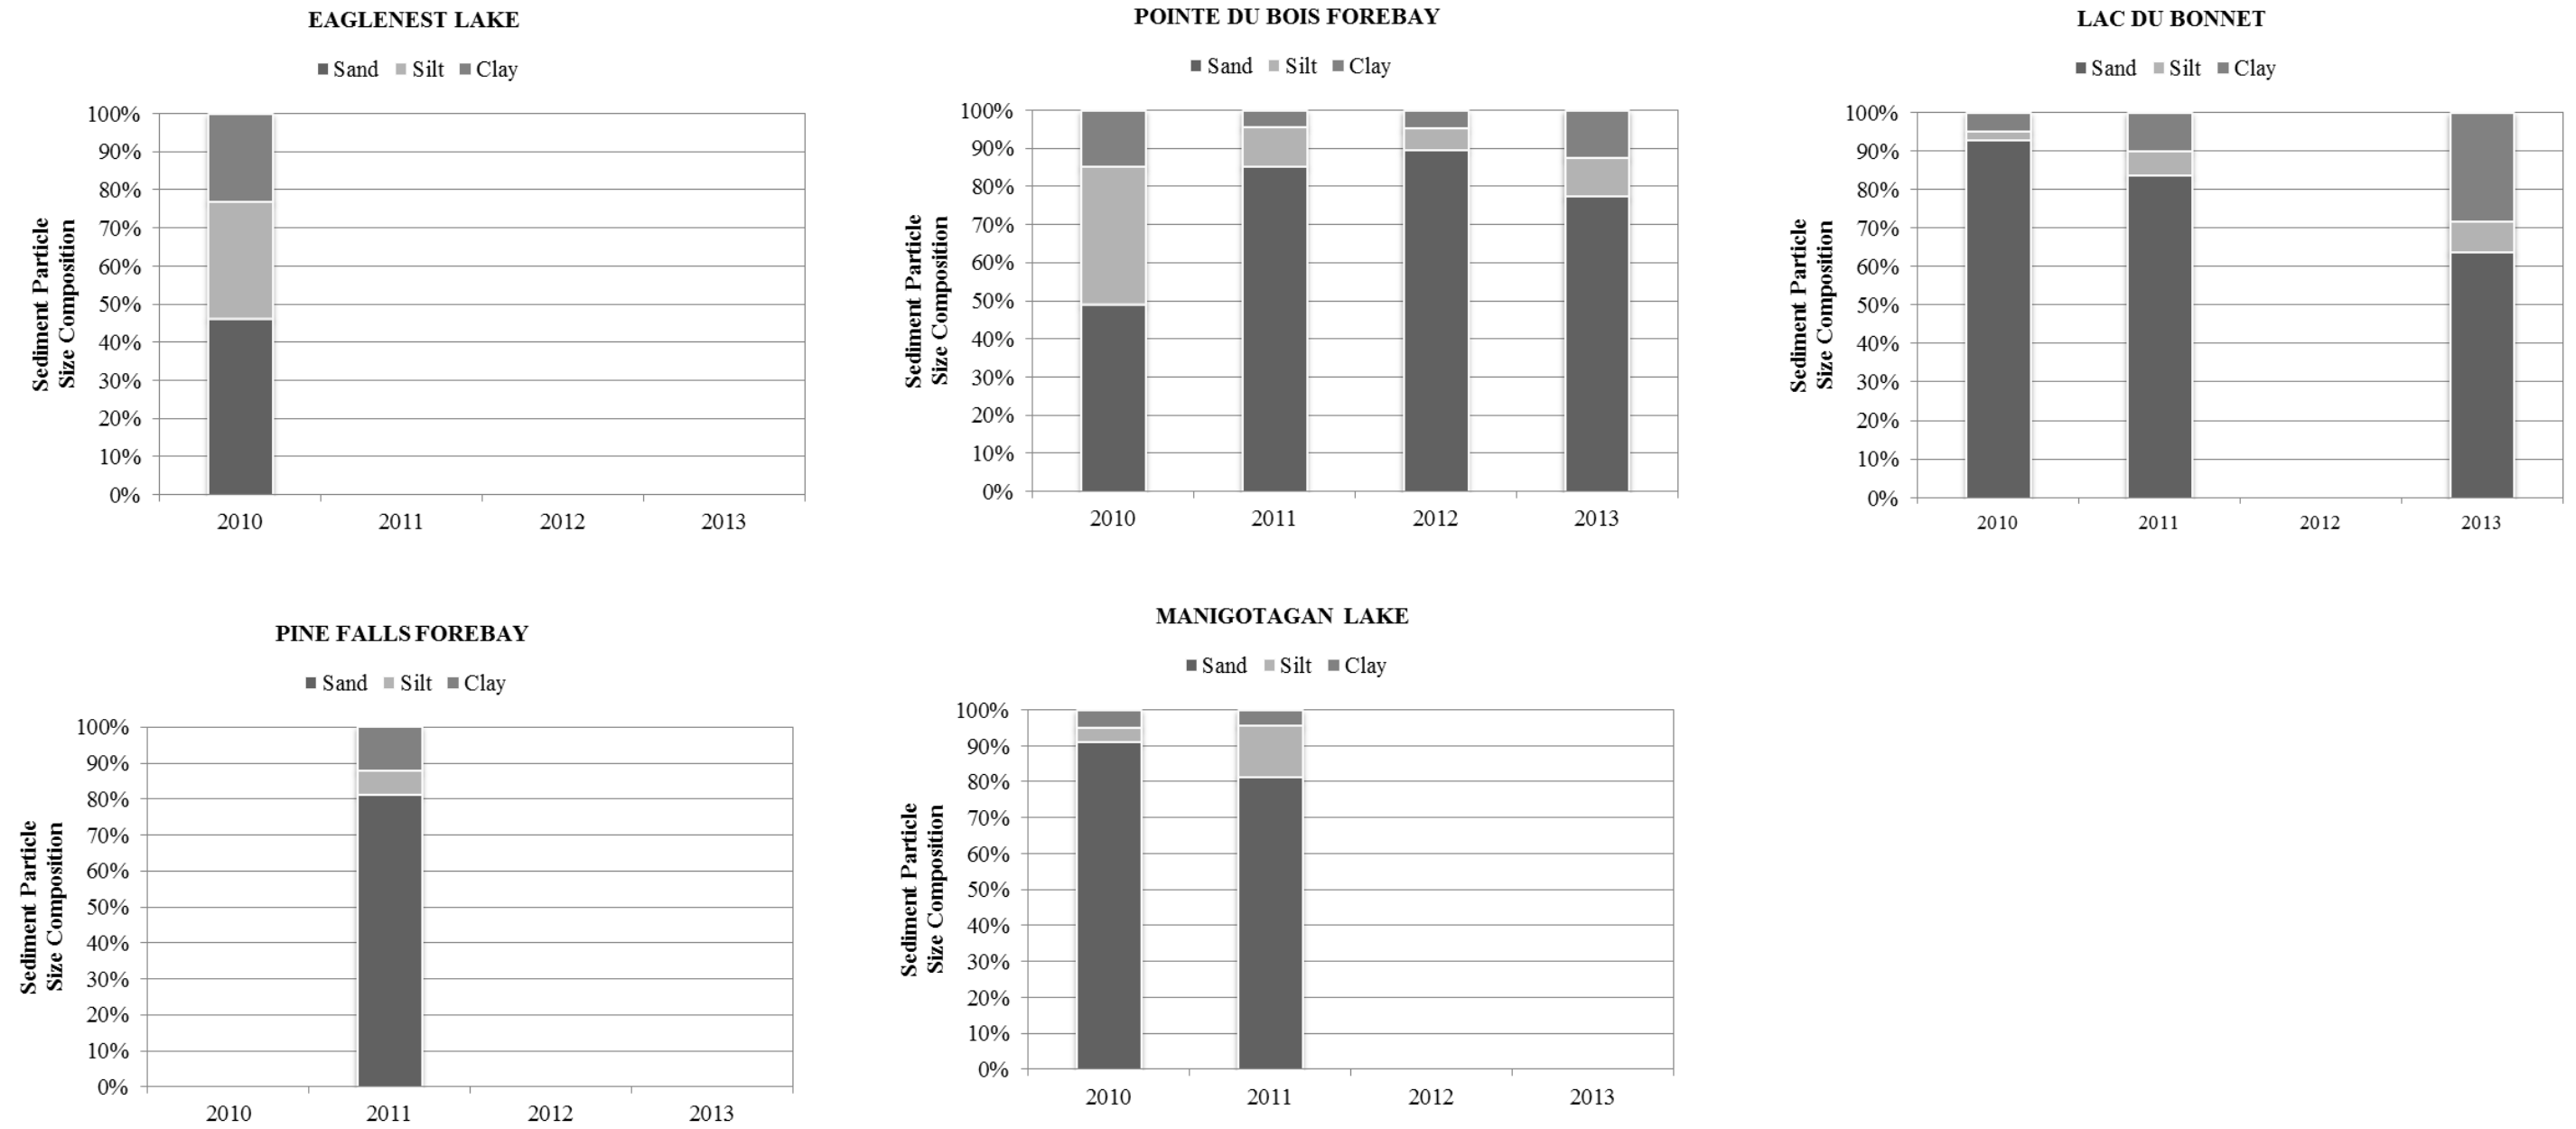 EAGLENEST LAKE
Sand Silt Clay
100%
90%
80%
70%
60%
50%
40%
30%
20%
10%
0%
Sediment Particle
Size Composition
2010 2011 2012 2013
POINTE DU BOIS FOREBAY
Sand Silt Clay
100%
90%
80%
70%
60%
50%
40%
30%
20%
10%
0%
Sediment Particle
Size Composition
2010 2011 2012 2013
LAC DU BONNET
Sand Silt Clay
100%
90%
80%
70%
60%
50%
40%
30%
20%
10%
0%
Sediment Particle
Size Composition
2010 2011 2012 2013
PINE FALLS FOREBAY
Sand Silt Clay
100%
90%
80%
70%
60%
50%
40%
30%
20%
10%
0%
Sediment Particle
Size Composition
2010 2011 2012 2013
MANIGOTAGAN LAKE
Sand Silt Clay
100%
90%
80%
70%
60%
50%
40%
30%
20%
10%
0%
Sediment Particle
Size Composition
2010 2011 2012 2013